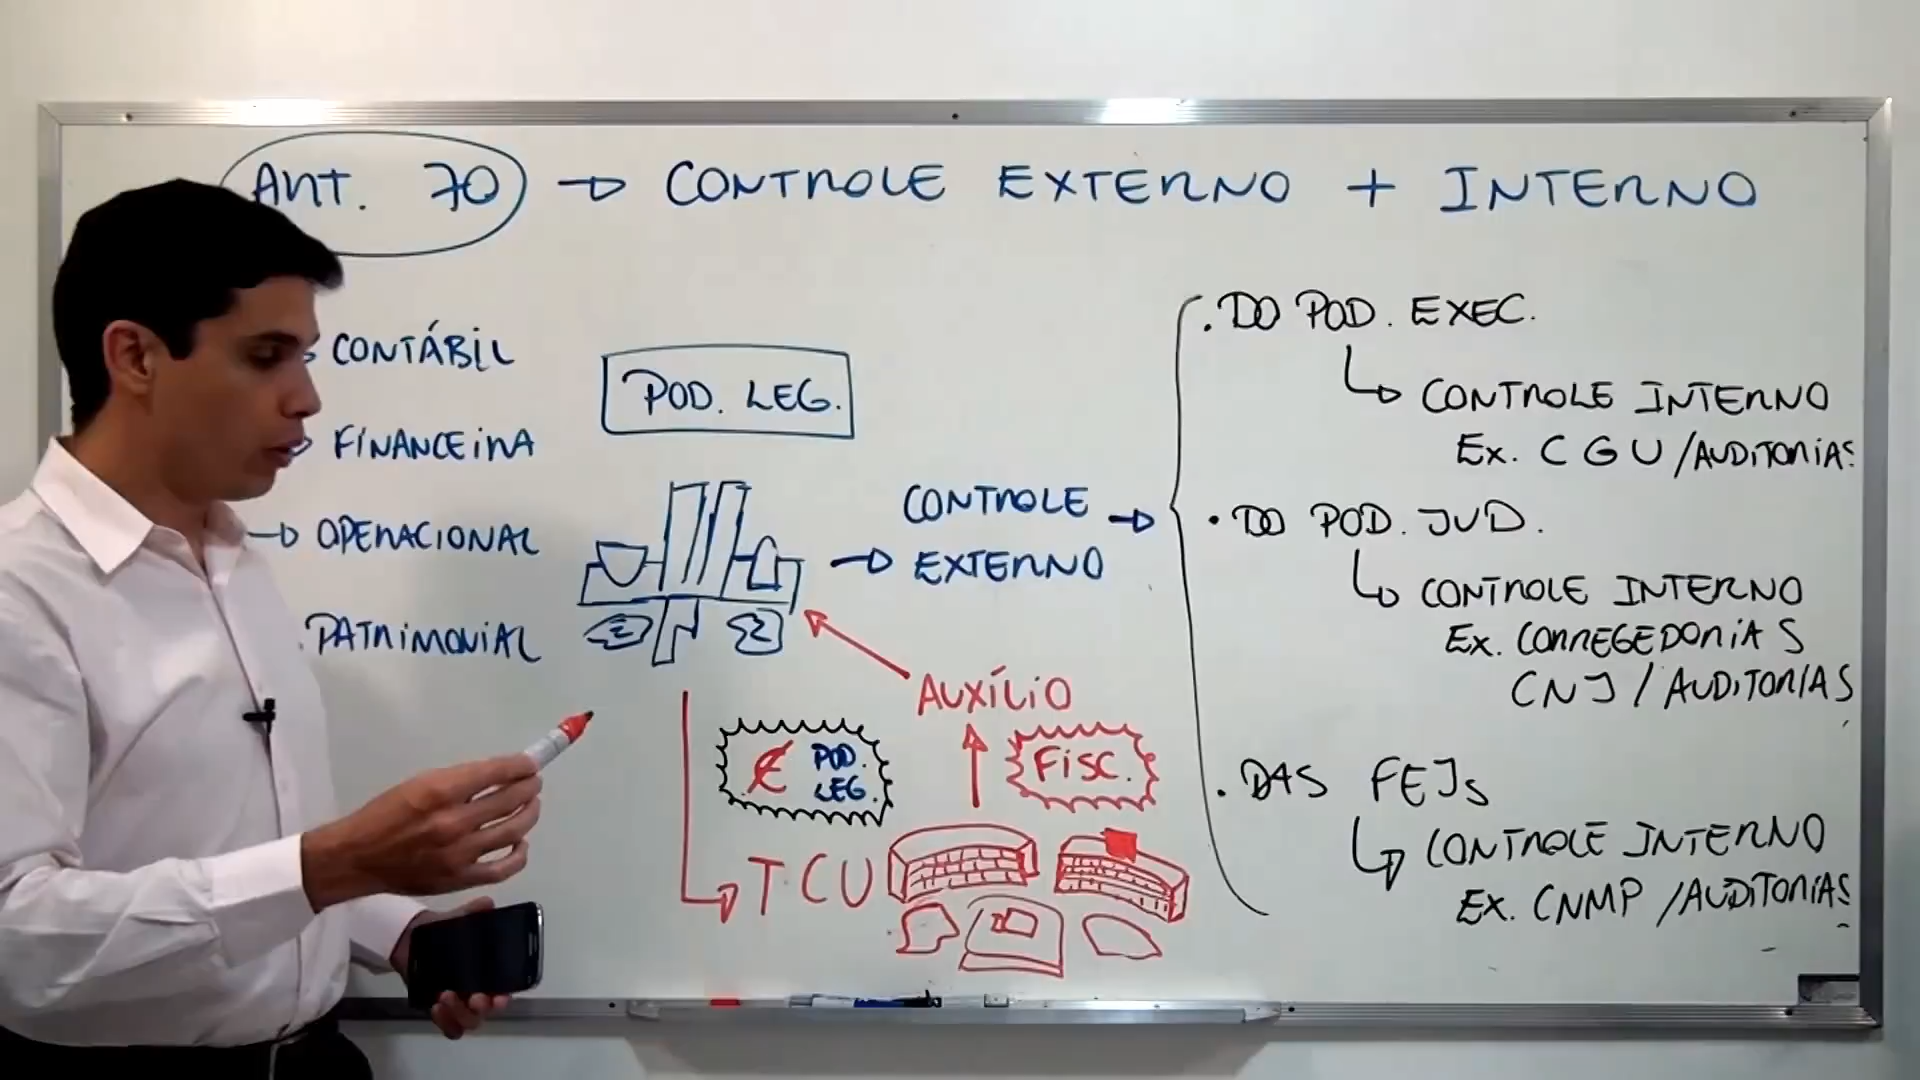 ART. 70 → CONTROLE EXTERNO + INTERNO
CONTÁBIL
FINANCEIRA
→ OPERACIONAL
PATRIMONIAL
POD. LEG.
→ CONTROLE EXTERNO →
AUXÍLIO
POD. LEG.
FISC.
TCU
. DO POD. EXEC.
↳ CONTROLE INTERNO
Ex. CGU / AUDITORIAS
. DO POD. JUD.
↳ CONTROLE INTERNO
Ex. CORREGEDORIAS
CNJ / AUDITORIAS
. DAS FEJs
↳ CONTROLE INTERNO
Ex. CNMP / AUDITORIAS